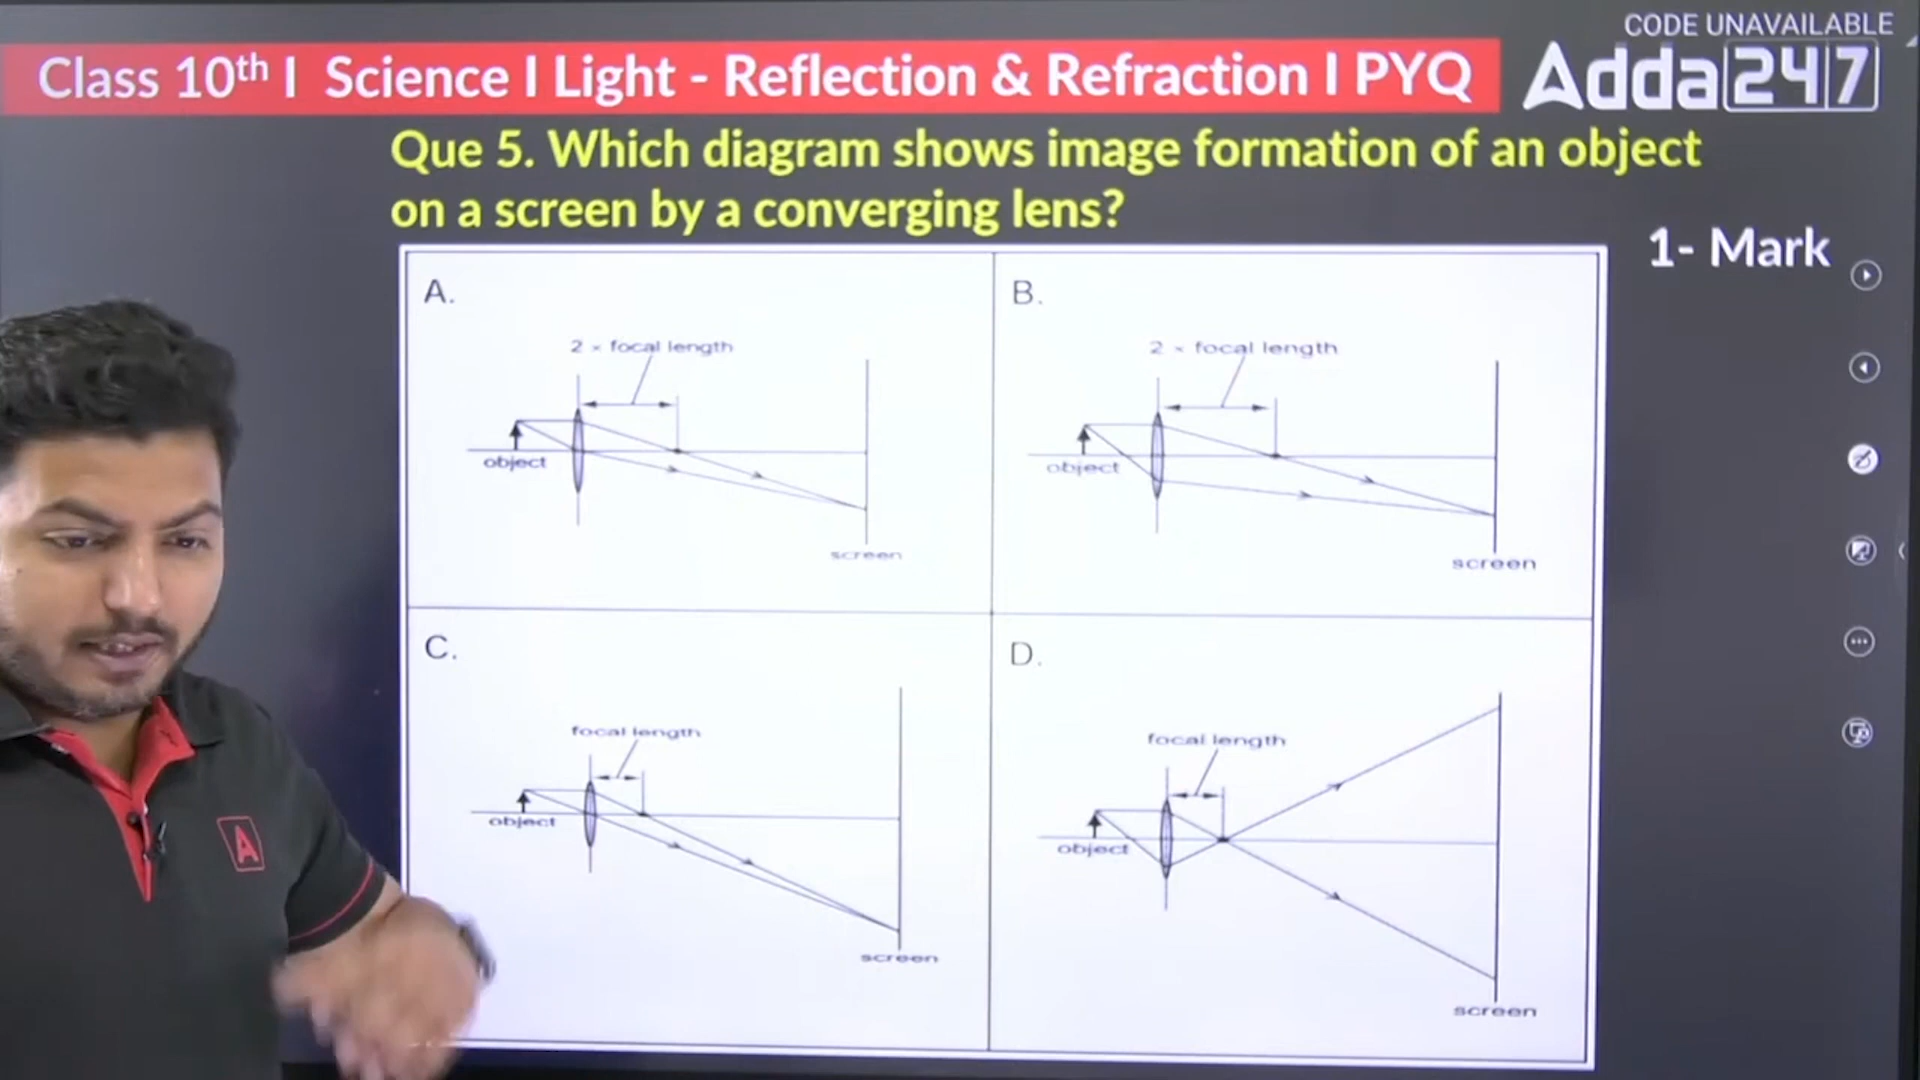 CODE UNAVAILABLE
Class 10th I Science I Light - Reflection & Refraction I PYQ
Adda247
Que 5. Which diagram shows image formation of an object
on a screen by a converging lens?
1- Mark
A.
2 × focal length
object
screen
B.
2 × focal length
object
screen
C.
focal length
object
screen
D.
focal length
object
screen
A